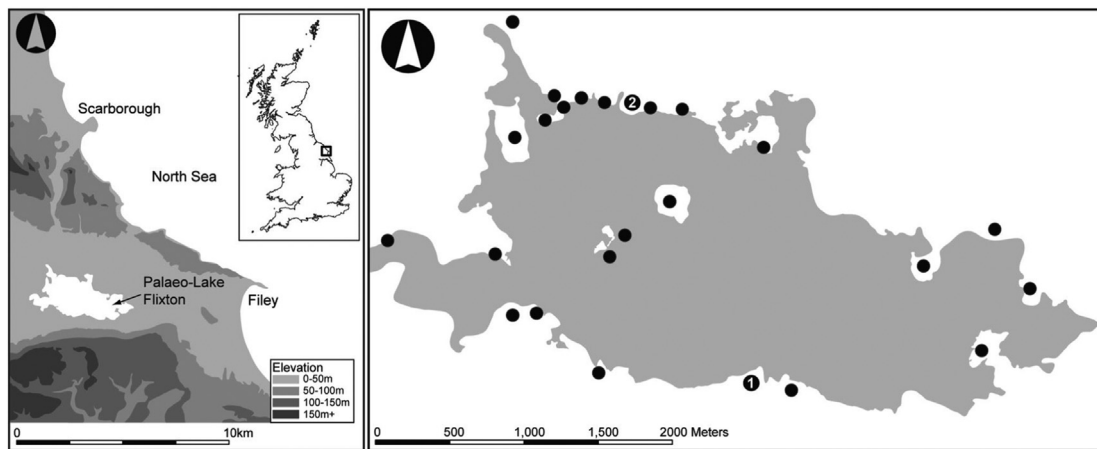 Scarborough
North Sea
Palaeo-Lake
Flixton
Filey
Elevation
0-50m
50-100m
100-150m
150m+
0 10km
2
1
0 500 1,000 1,500 2000 Meters